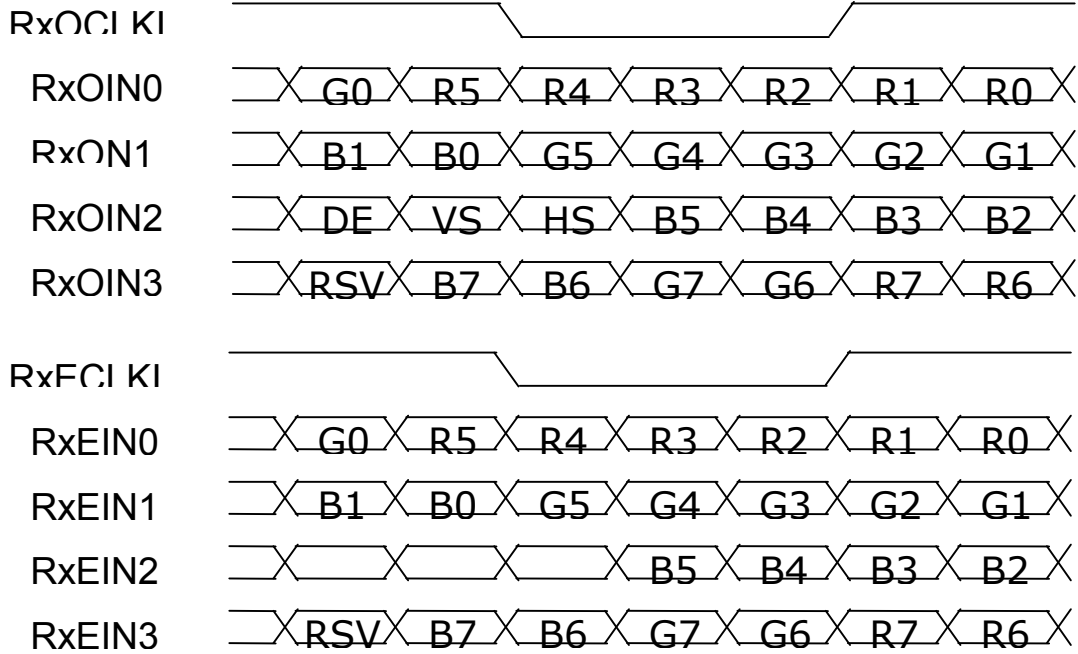 RxOCLKI
RxOIN0 G0 R5 R4 R3 R2 R1 R0
RxON1 B1 B0 G5 G4 G3 G2 G1
RxOIN2 DE VS HS B5 B4 B3 B2
RxOIN3 RSV B7 B6 G7 G6 R7 R6
RxECLKI
RxEIN0 G0 R5 R4 R3 R2 R1 R0
RxEIN1 B1 B0 G5 G4 G3 G2 G1
RxEIN2 B5 B4 B3 B2
RxEIN3 RSV B7 B6 G7 G6 R7 R6